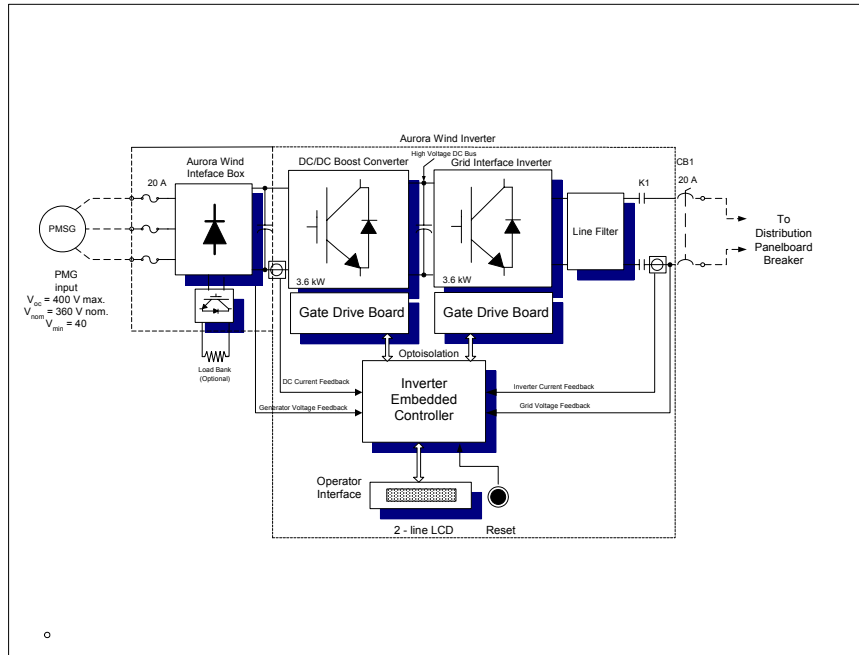 Aurora Wind Inverter
Aurora Wind
Inteface Box
DC/DC Boost Converter
High Voltage DC Bus
Grid Interface Inverter
CB1
20 A
K1
20 A
PMSG
Line Filter
To
Distribution
Panelboard
Breaker
PMG
input
Voc = 400 V max.
Vnom = 360 V nom.
Vmin = 40
3.6 kW
3.6 kW
Gate Drive Board
Gate Drive Board
Load Bank
(Optional)
Optoisolation
DC Current Feedback
Inverter
Embedded
Controller
Inverter Current Feedback
Generator Voltage Feedback
Grid Voltage Feedback
Operator
Interface
2 - line LCD
Reset